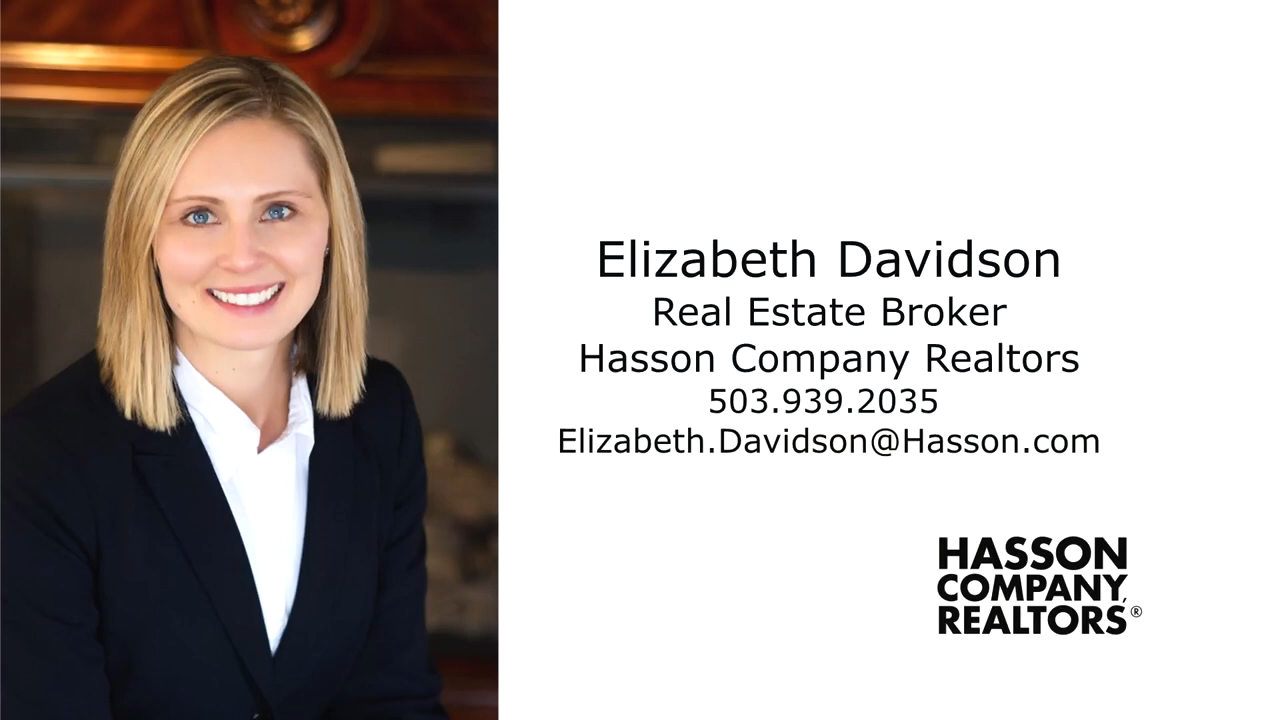 Elizabeth Davidson
Real Estate Broker
Hasson Company Realtors
503.939.2035
Elizabeth.Davidson@Hasson.com
HASSON
COMPANY,
REALTORS®